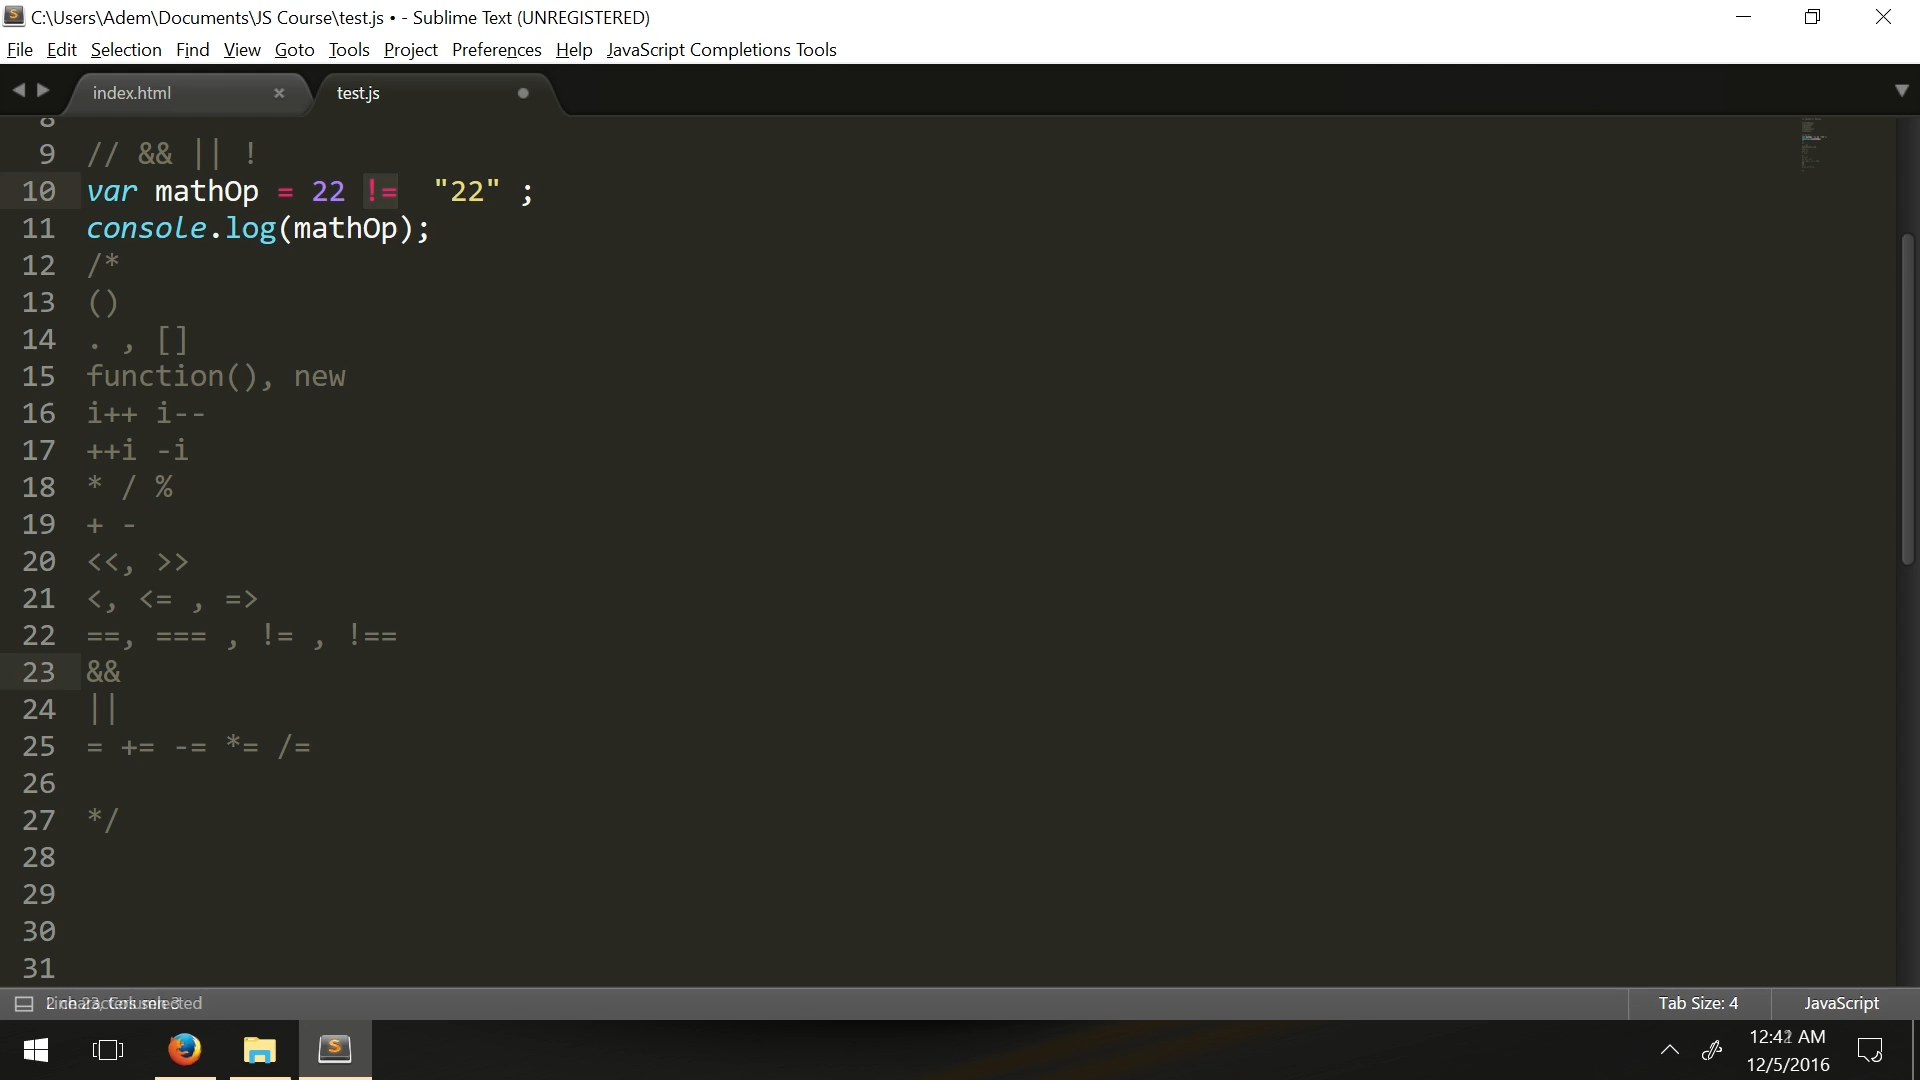 C:\Users\Adem\Documents\JS Course\test.js • - Sublime Text (UNREGISTERED)
File Edit Selection Find View Goto Tools Project Preferences Help JavaScript Completions Tools
index.html × test.js
8
9 // && || !
10 var mathOp = 22 != "22" ;
11 console.log(mathOp);
12 /*
13 ()
14 . , []
15 function(), new
16 i++ i--
17 ++i -i
18 * / %
19 + -
20 <<, >>
21 <, <= , =>
22 ==, === , != , !==
23 &&
24 ||
25 = += -= *= /=
26
27 */
28
29
30
31
Tab Size: 4 JavaScript
AM
12/5/2016